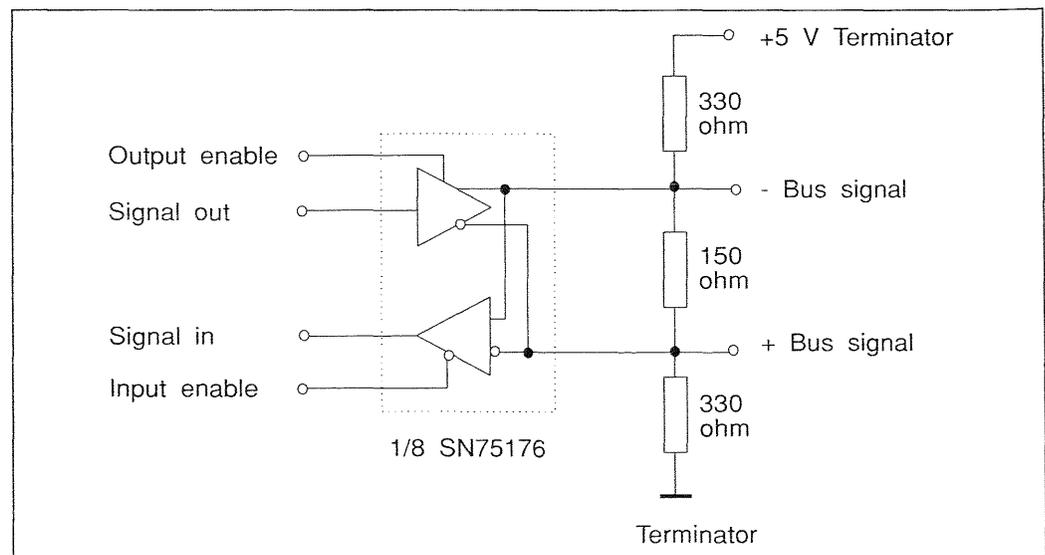 +5 V Terminator
330
ohm
Output enable
- Bus signal
Signal out
150
ohm
Signal in
+ Bus signal
Input enable
330
ohm
1/8 SN75176
Terminator